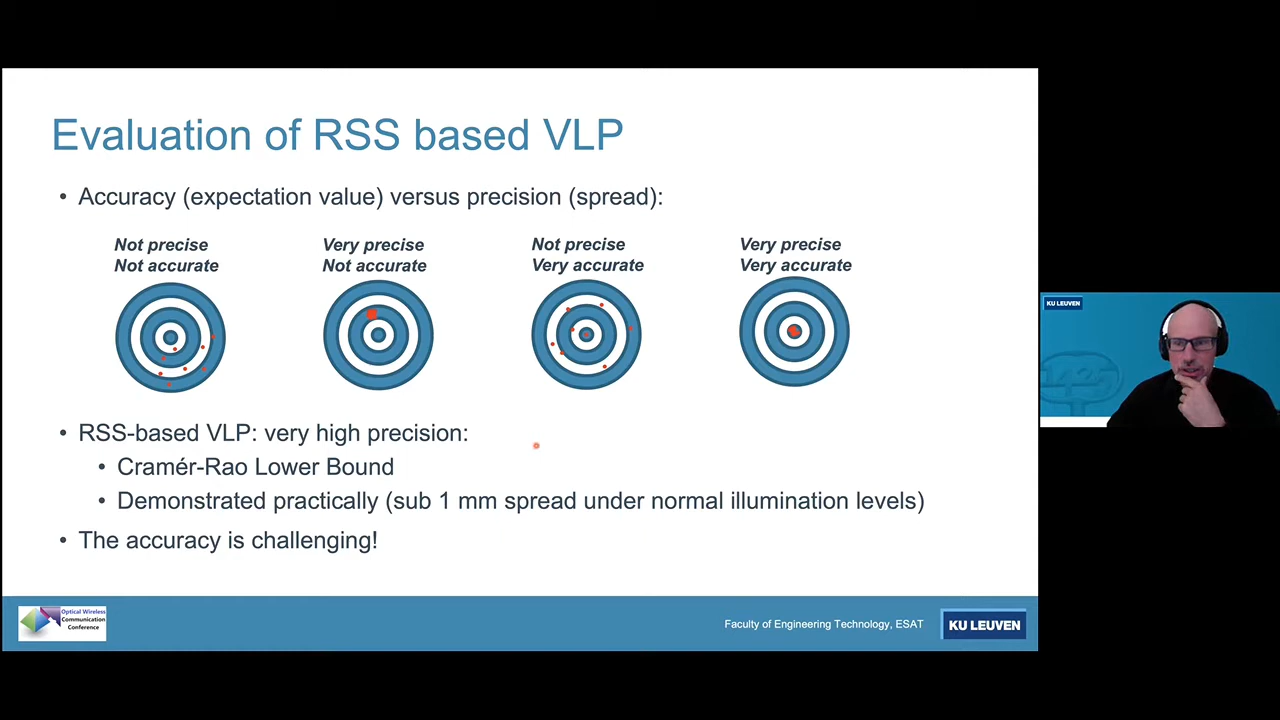 Evaluation of RSS based VLP
• Accuracy (expectation value) versus precision (spread):
Not precise
Not accurate
Very precise
Not accurate
Not precise
Very accurate
Very precise
Very accurate
• RSS-based VLP: very high precision:
• Cramér-Rao Lower Bound
• Demonstrated practically (sub 1 mm spread under normal illumination levels)
• The accuracy is challenging!
Optical Wireless
Communication
Conference
Faculty of Engineering Technology, ESAT
KU LEUVEN
KU LEUVEN